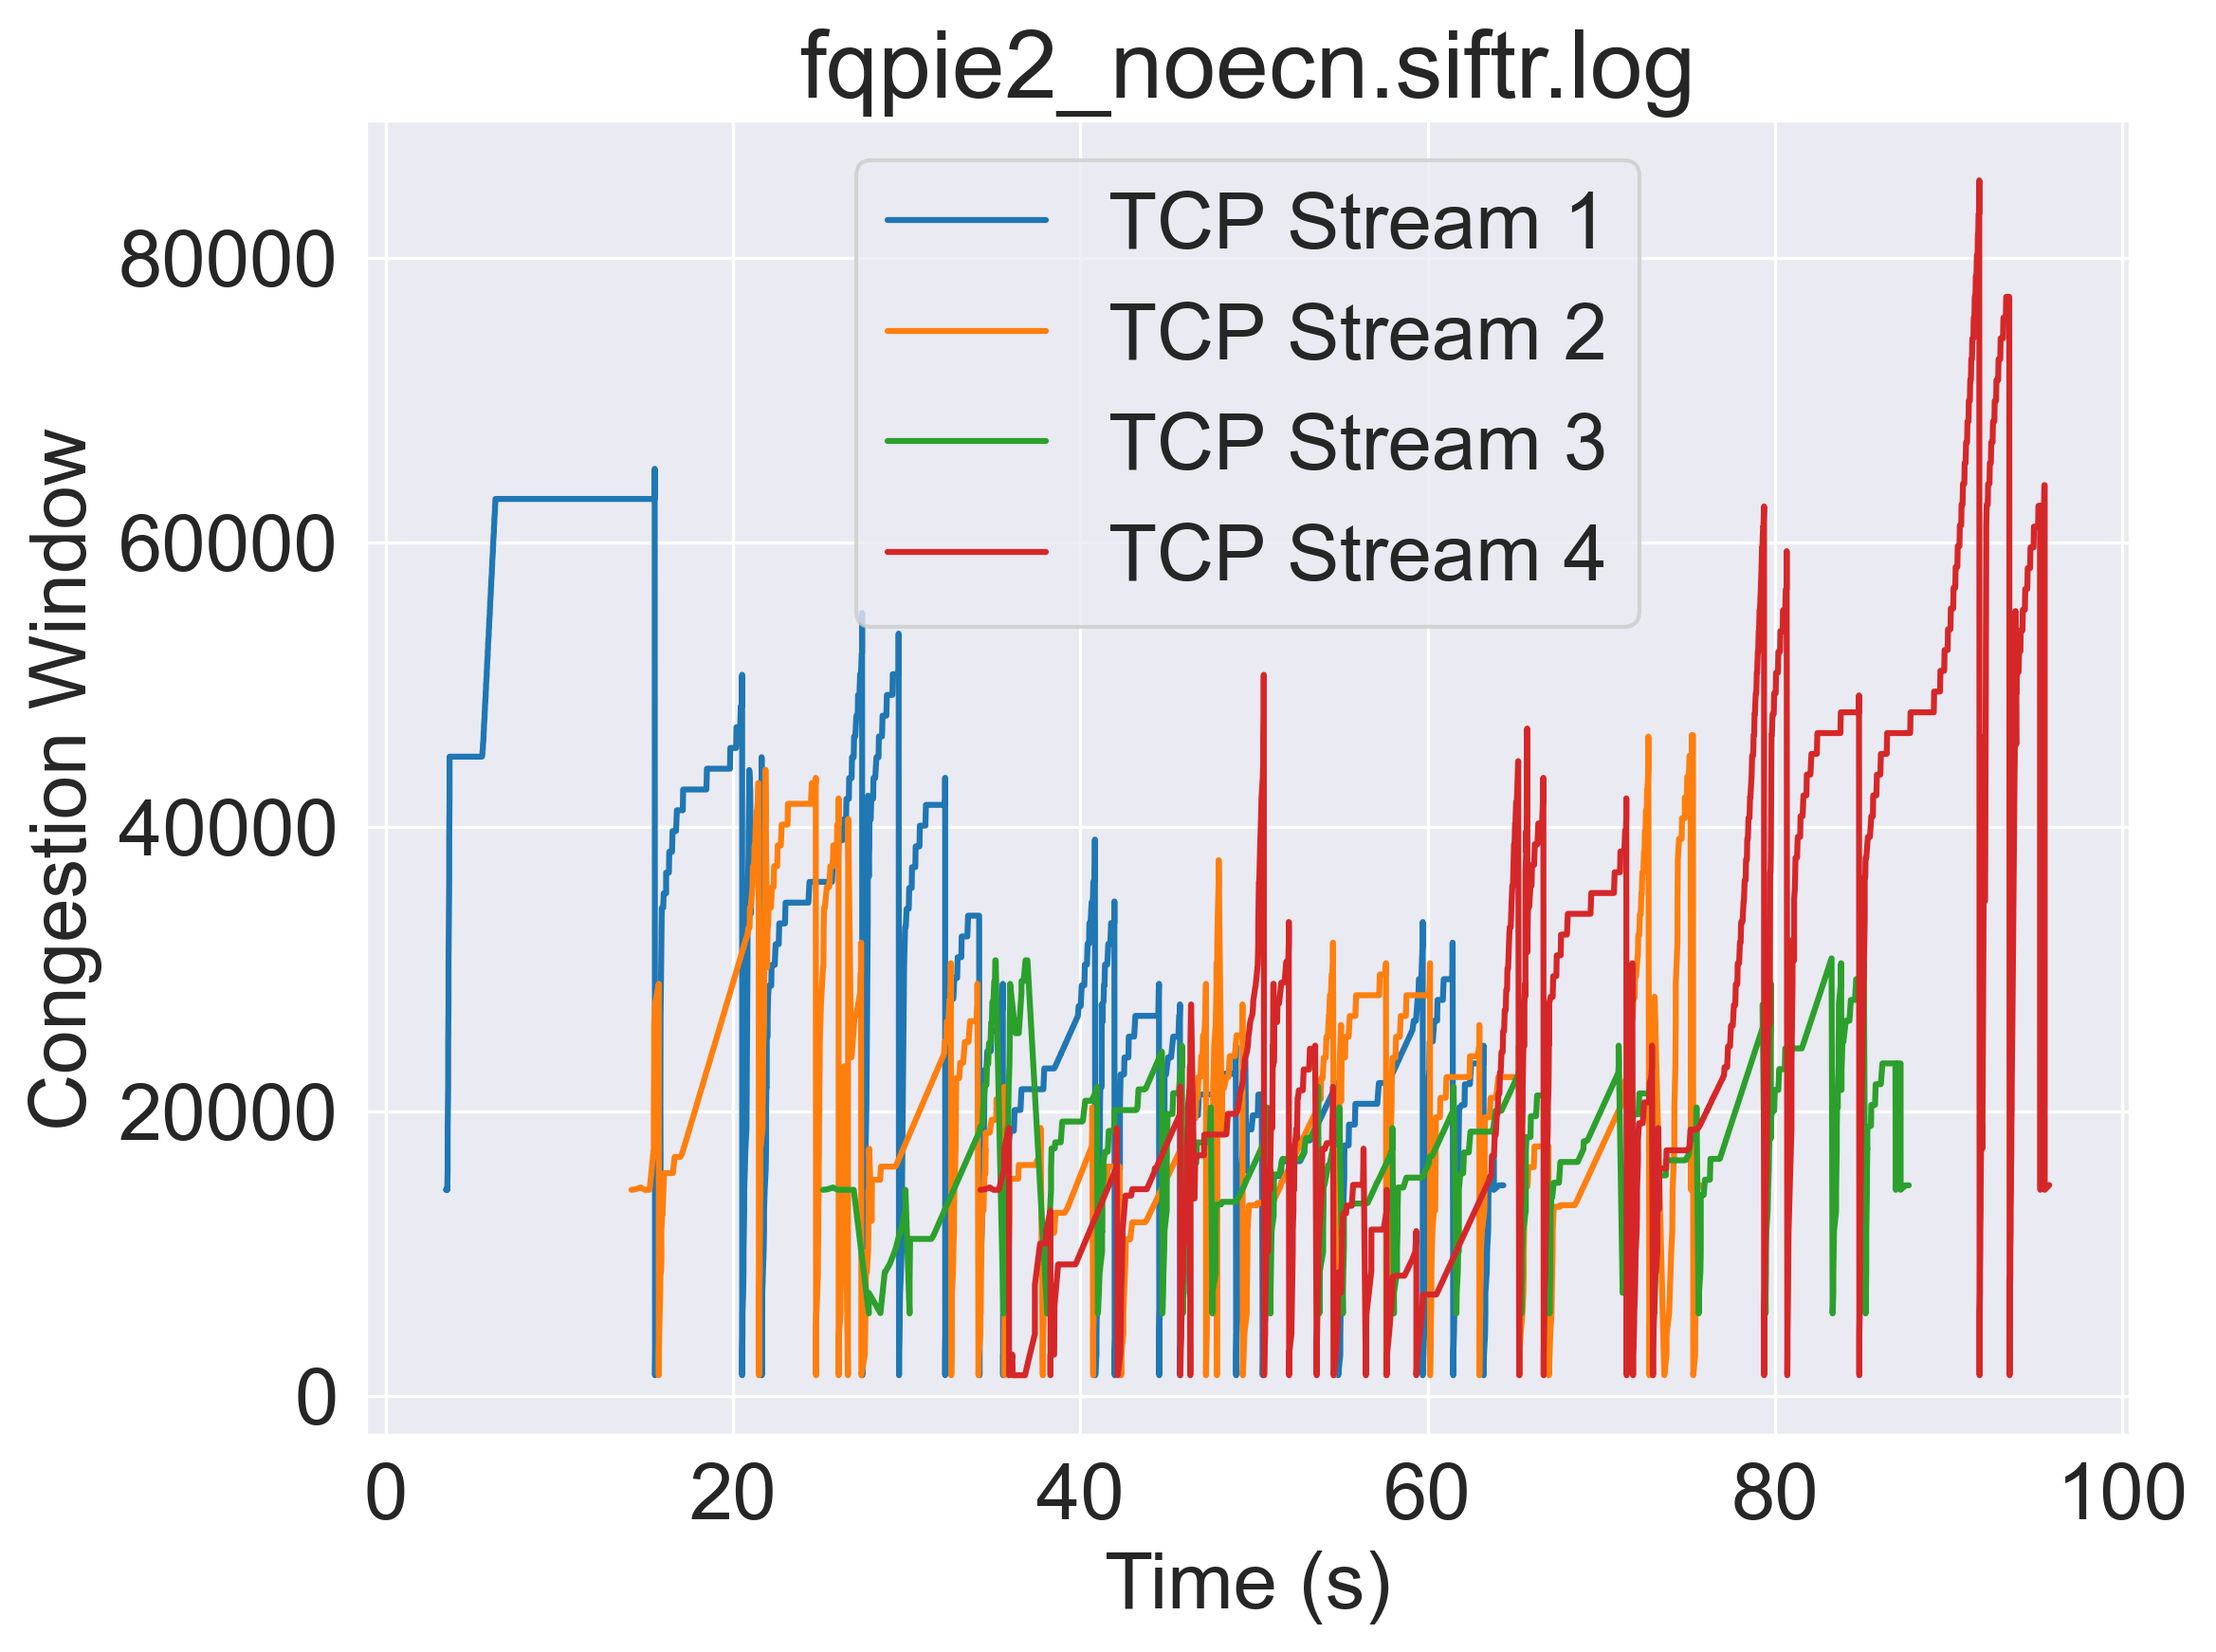 fqpie2_noecn.siftr.log
TCP Stream 1
TCP Stream 2
TCP Stream 3
TCP Stream 4
Congestion Window
80000
60000
40000
20000
0
0 20 40 60 80 100
Time (s)